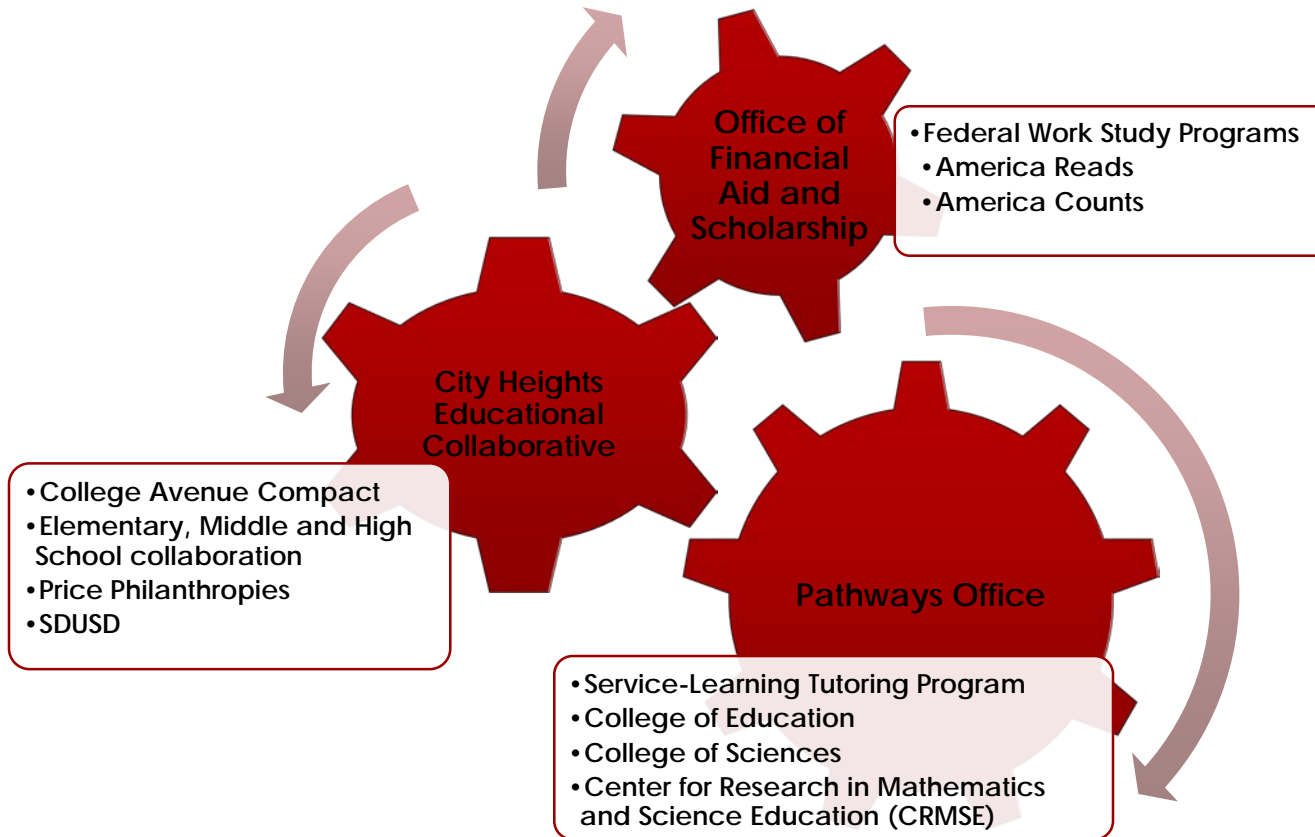 Office of
Financial
Aid and
Scholarship
•Federal Work Study Programs
•America Reads
•America Counts
City Heights
Educational
Collaborative
•College Avenue Compact
•Elementary, Middle and High
School collaboration
•Price Philanthropies
•SDUSD
Pathways Office
•Service-Learning Tutoring Program
•College of Education
•College of Sciences
•Center for Research in Mathematics
and Science Education (CRMSE)